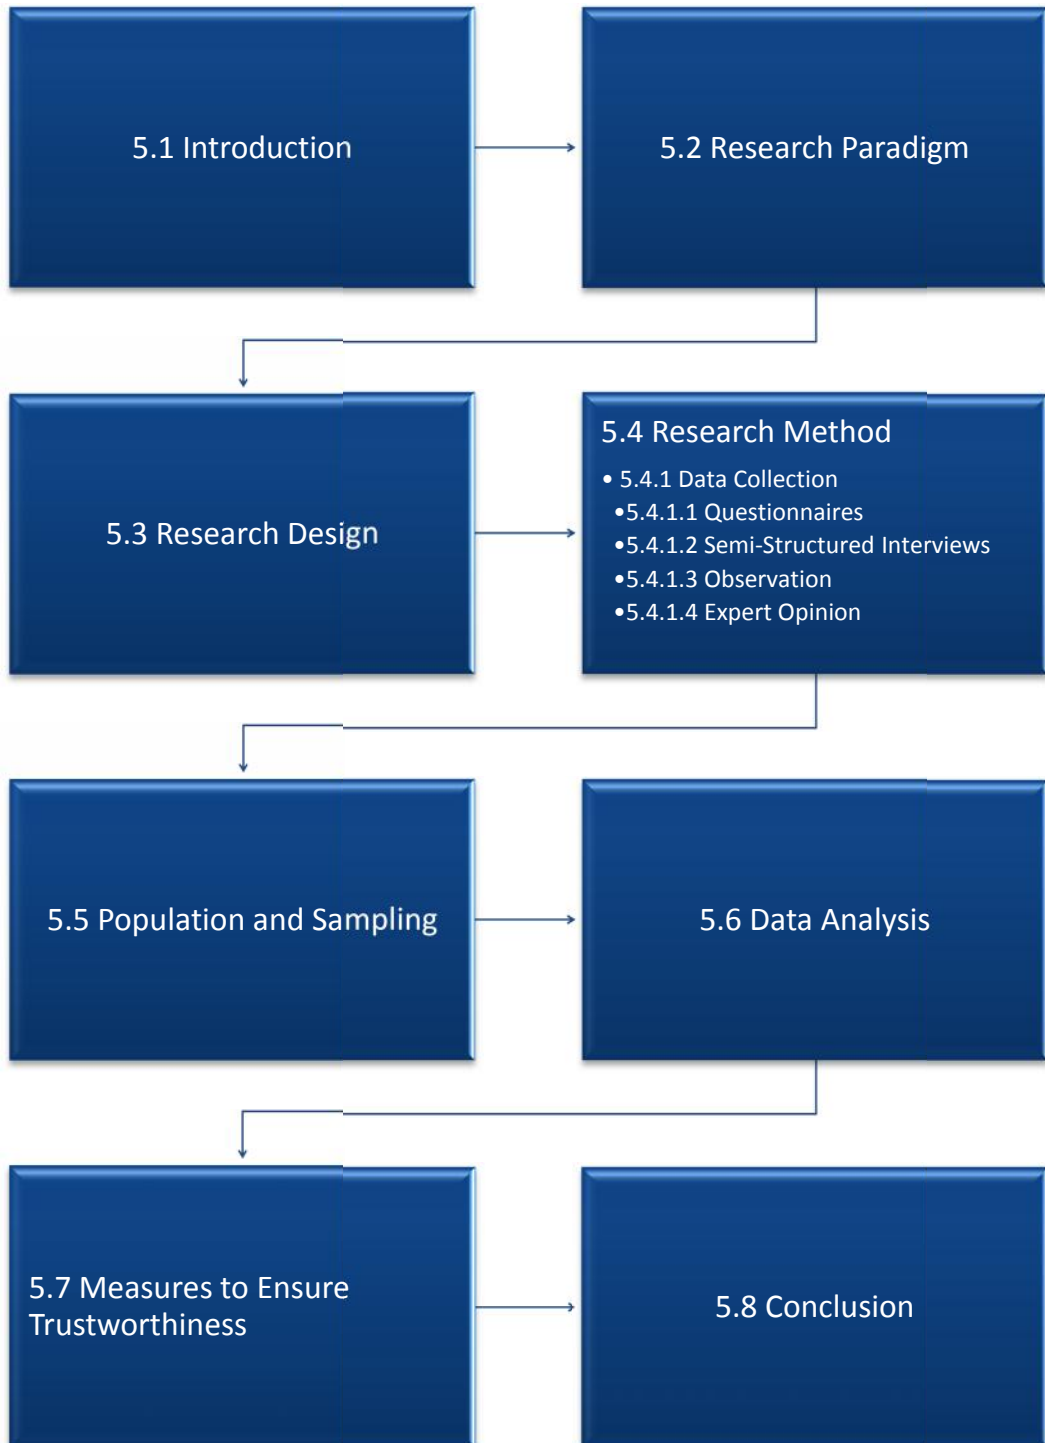 5.1 Introduction
5.2 Research Paradigm
5.3 Research Design
5.4 Research Method
• 5.4.1 Data Collection
•5.4.1.1 Questionnaires
•5.4.1.2 Semi-Structured Interviews
•5.4.1.3 Observation
•5.4.1.4 Expert Opinion
5.5 Population and Sampling
5.6 Data Analysis
5.7 Measures to Ensure
Trustworthiness
5.8 Conclusion